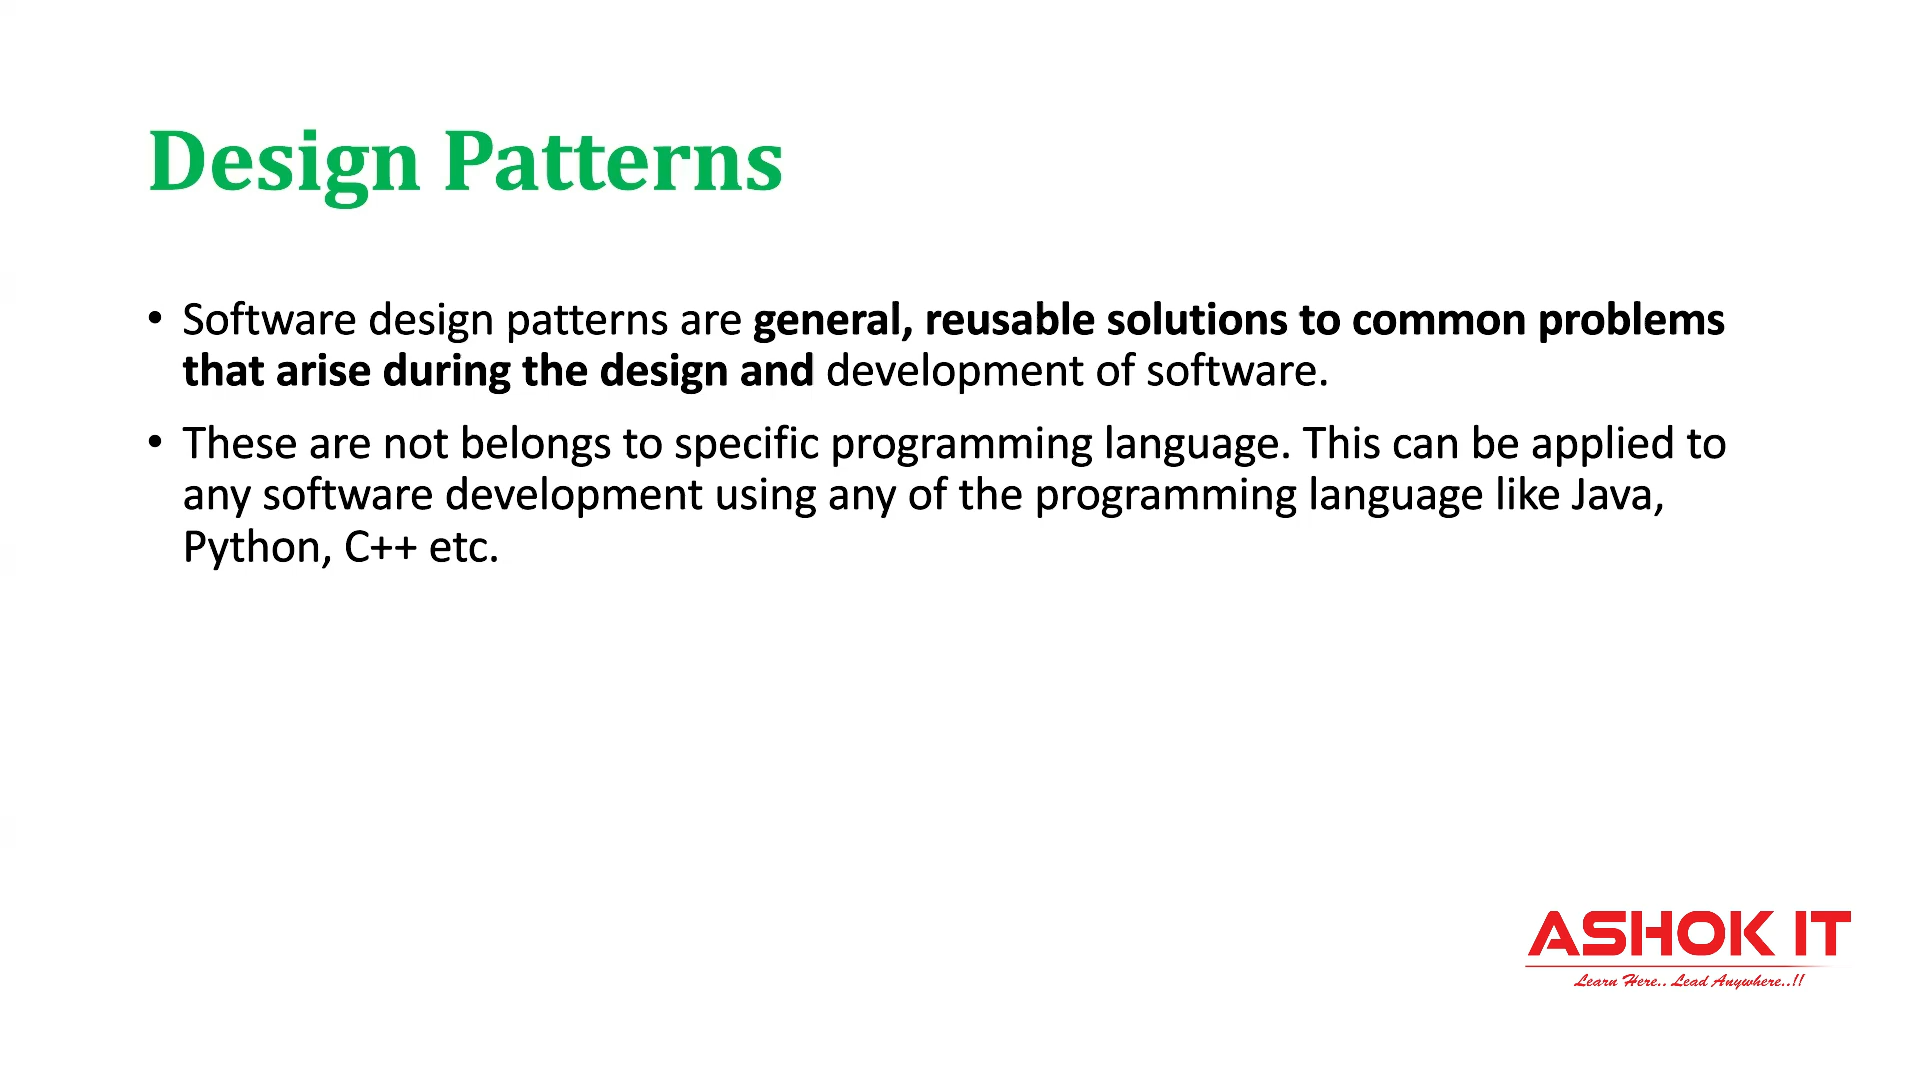 Design Patterns
• Software design patterns are general, reusable solutions to common problems
that arise during the design and development of software.
• These are not belongs to specific programming language. This can be applied to
any software development using any of the programming language like Java,
Python, C++ etc.
ASHOK IT
Learn Here.. Lead Anywhere..!!